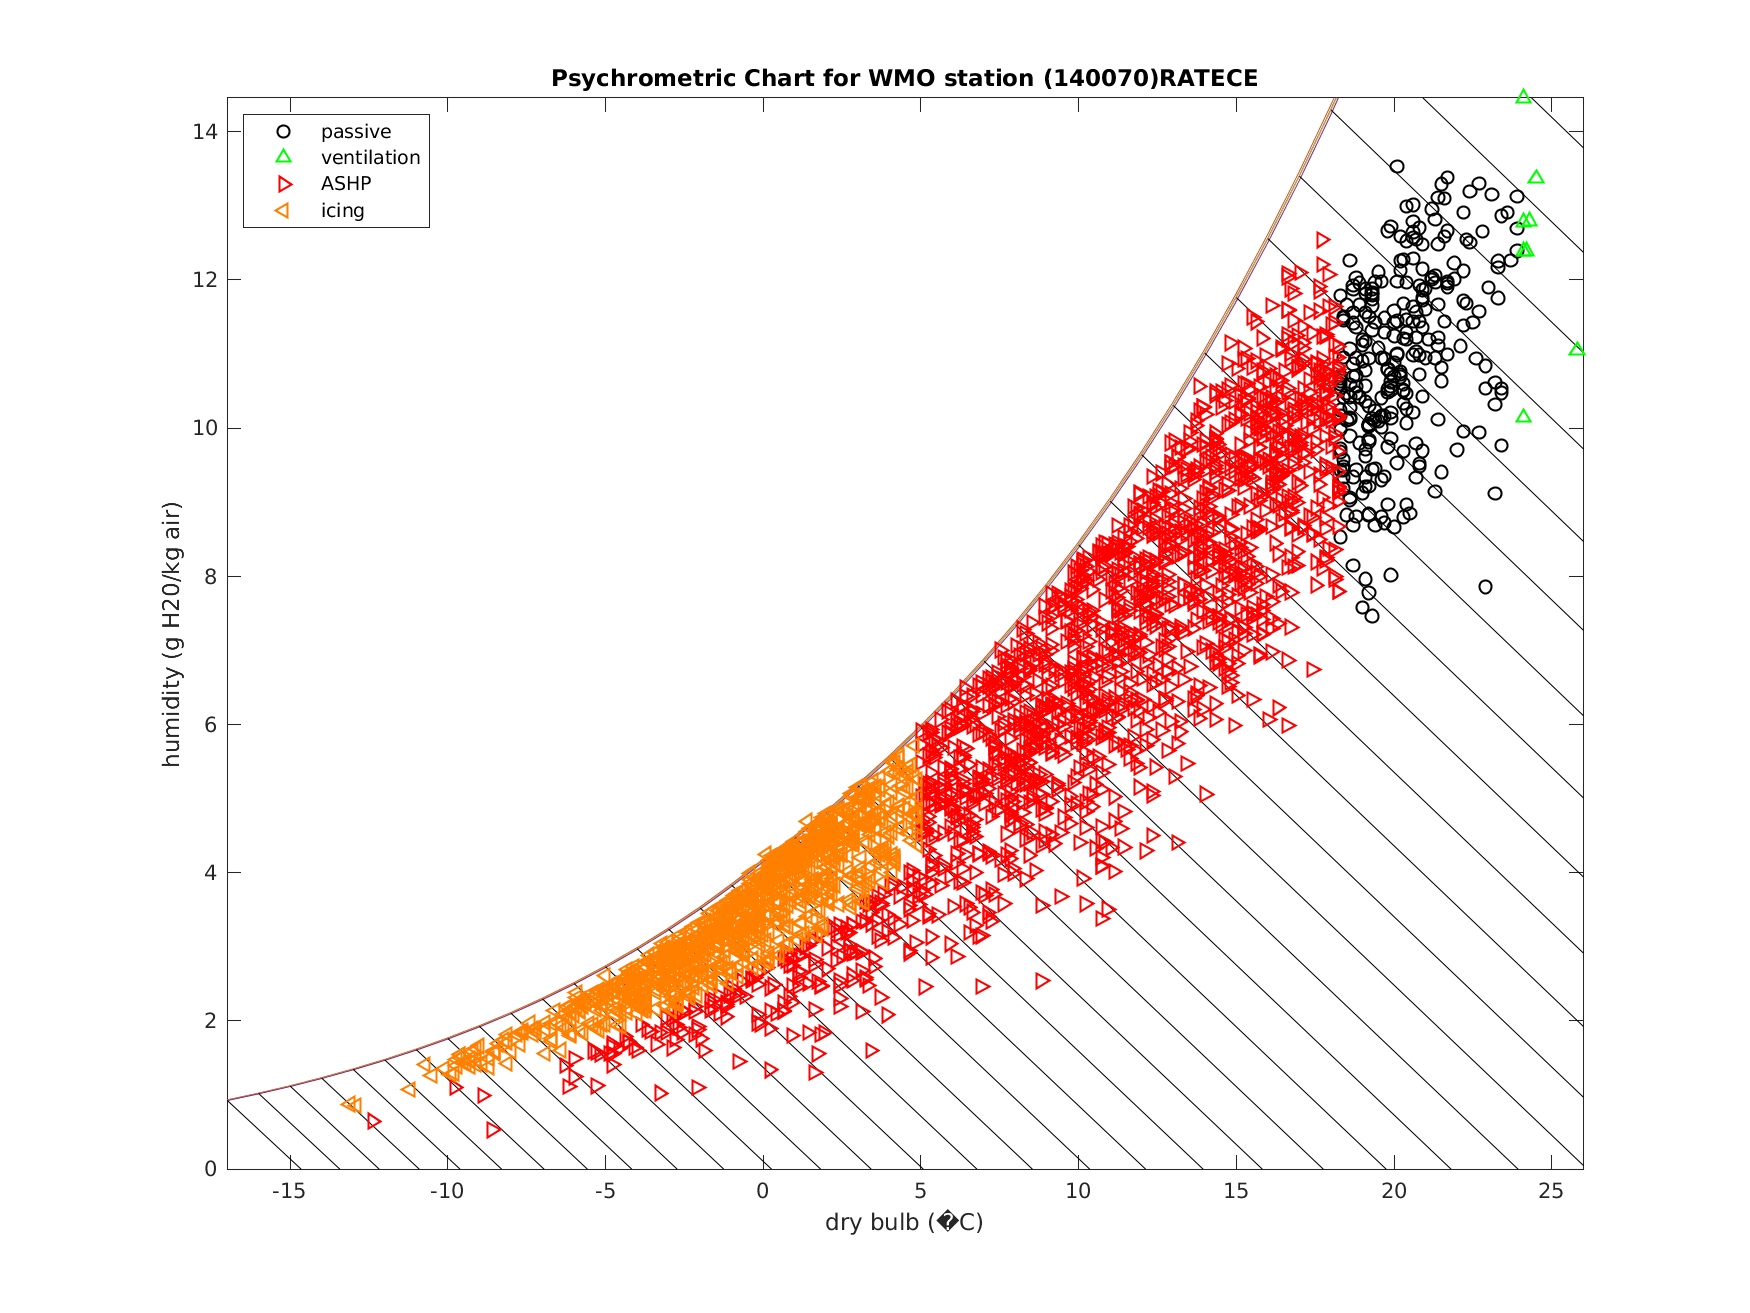 Psychrometric Chart for WMO station (140070)RATECE
passive
ventilation
ASHP
icing
14
12
10
8
6
4
2
0
humidity (g H20/kg air)
-15
-10
-5
0
5
10
15
20
25
dry bulb (�C)